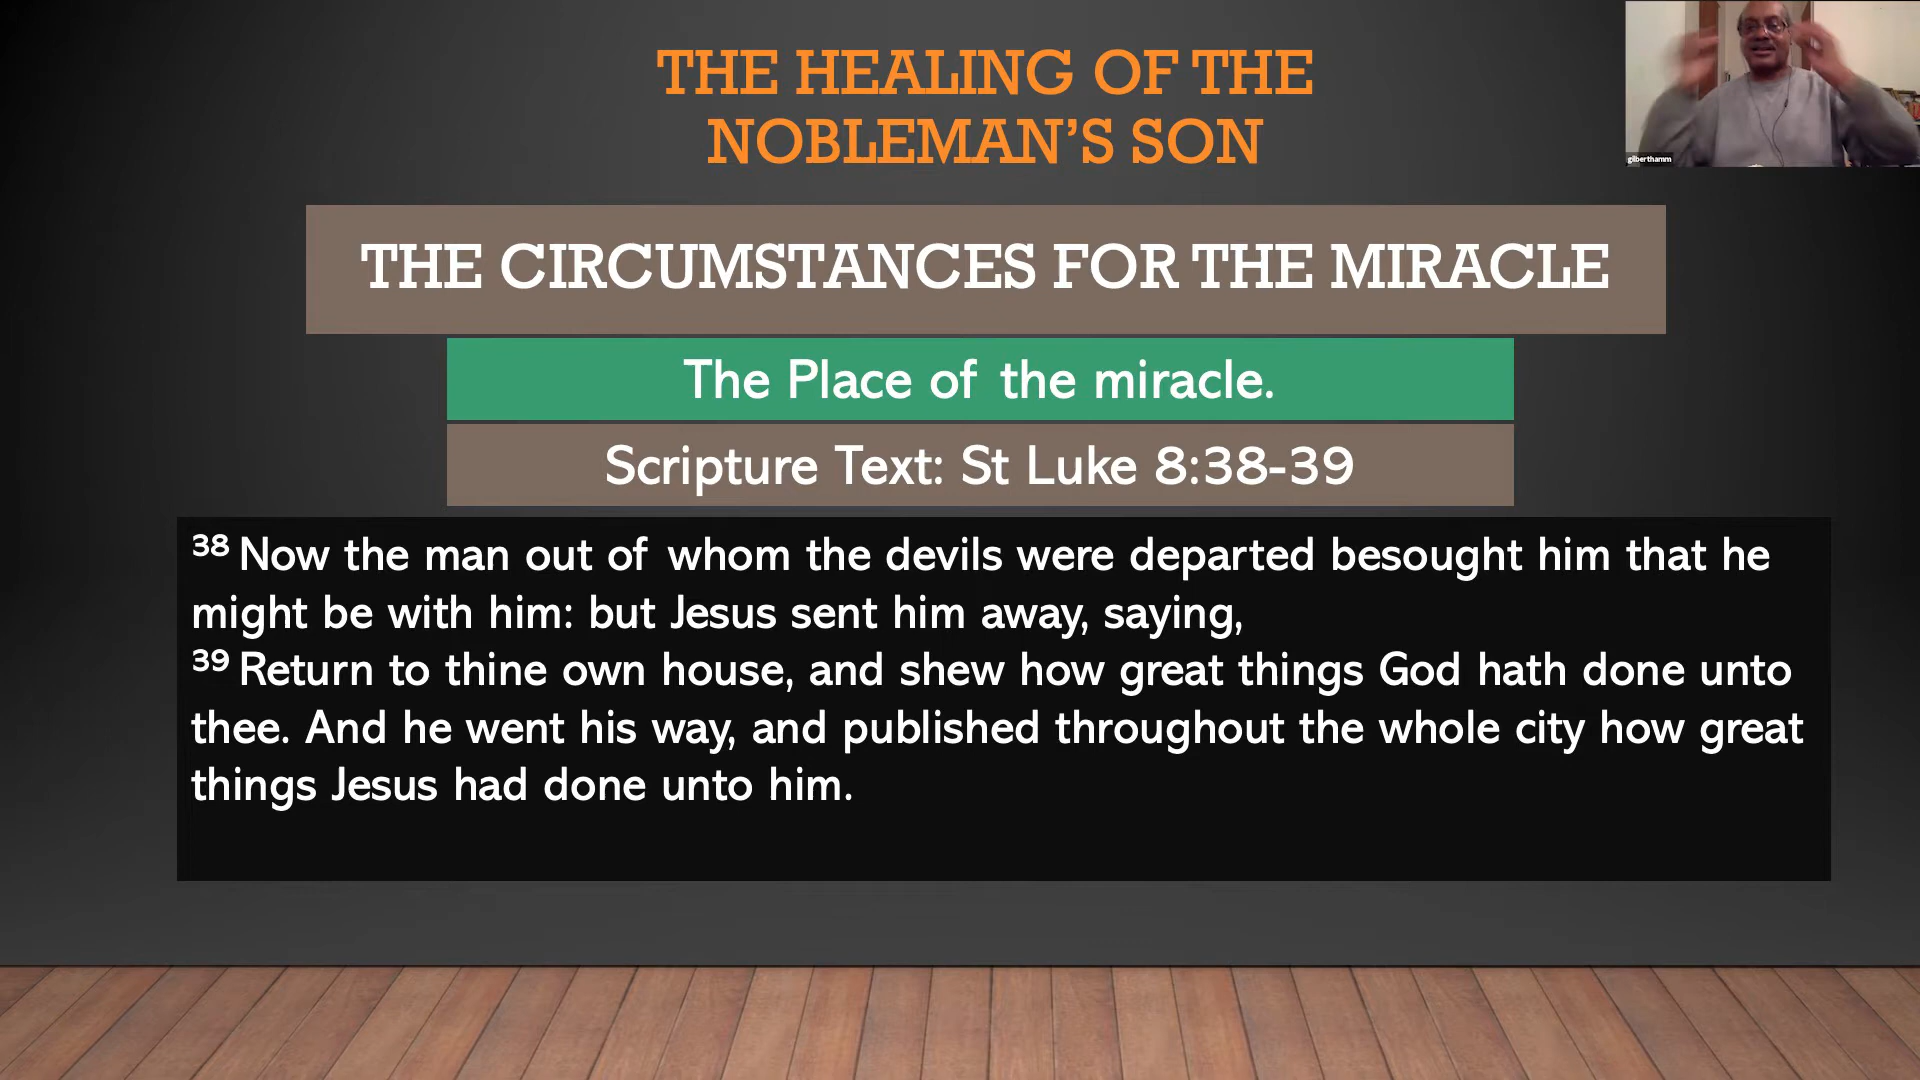 THE HEALING OF THE
NOBLEMAN’S SON
gilberthamm
THE CIRCUMSTANCES FOR THE MIRACLE
The Place of the miracle.
Scripture Text: St Luke 8:38-39
38 Now the man out of whom the devils were departed besought him that he
might be with him: but Jesus sent him away, saying,
39 Return to thine own house, and shew how great things God hath done unto
thee. And he went his way, and published throughout the whole city how great
things Jesus had done unto him.